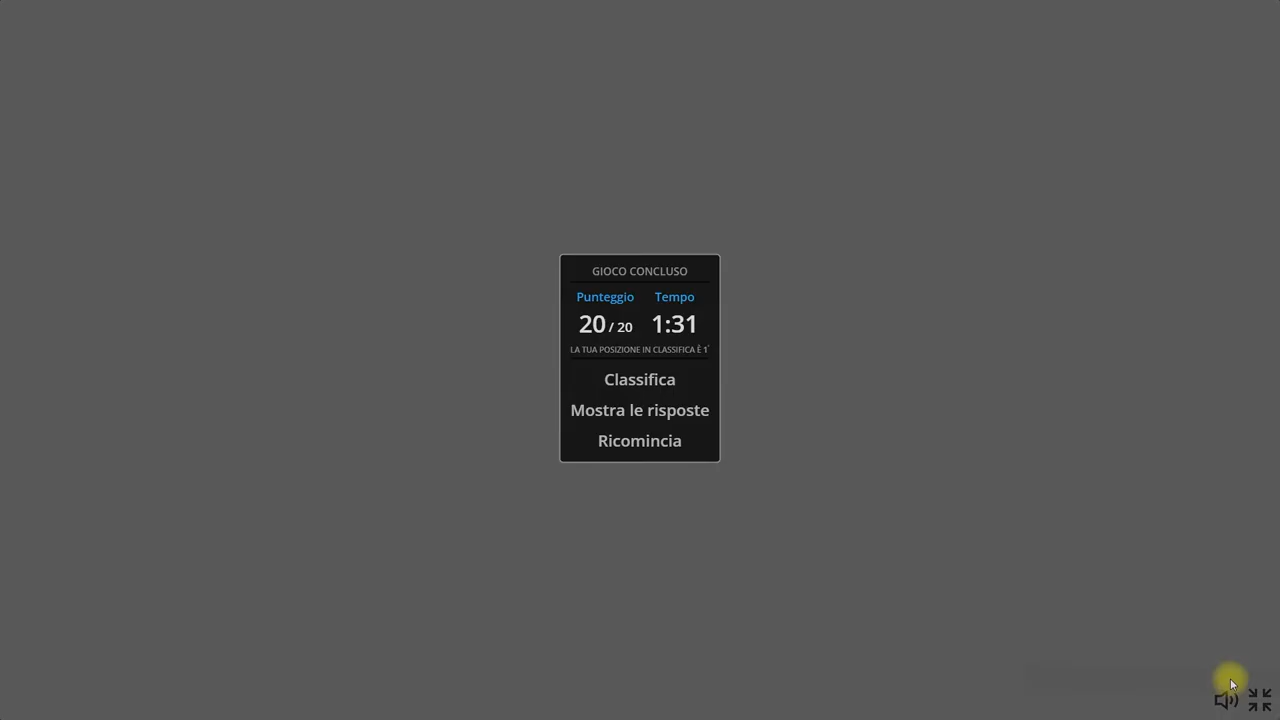 GIOCO CONCLUSO
Punteggio Tempo
20 / 20 1:31
LA TUA POSIZIONE IN CLASSIFICA È 1°
Classifica
Mostra le risposte
Ricomincia